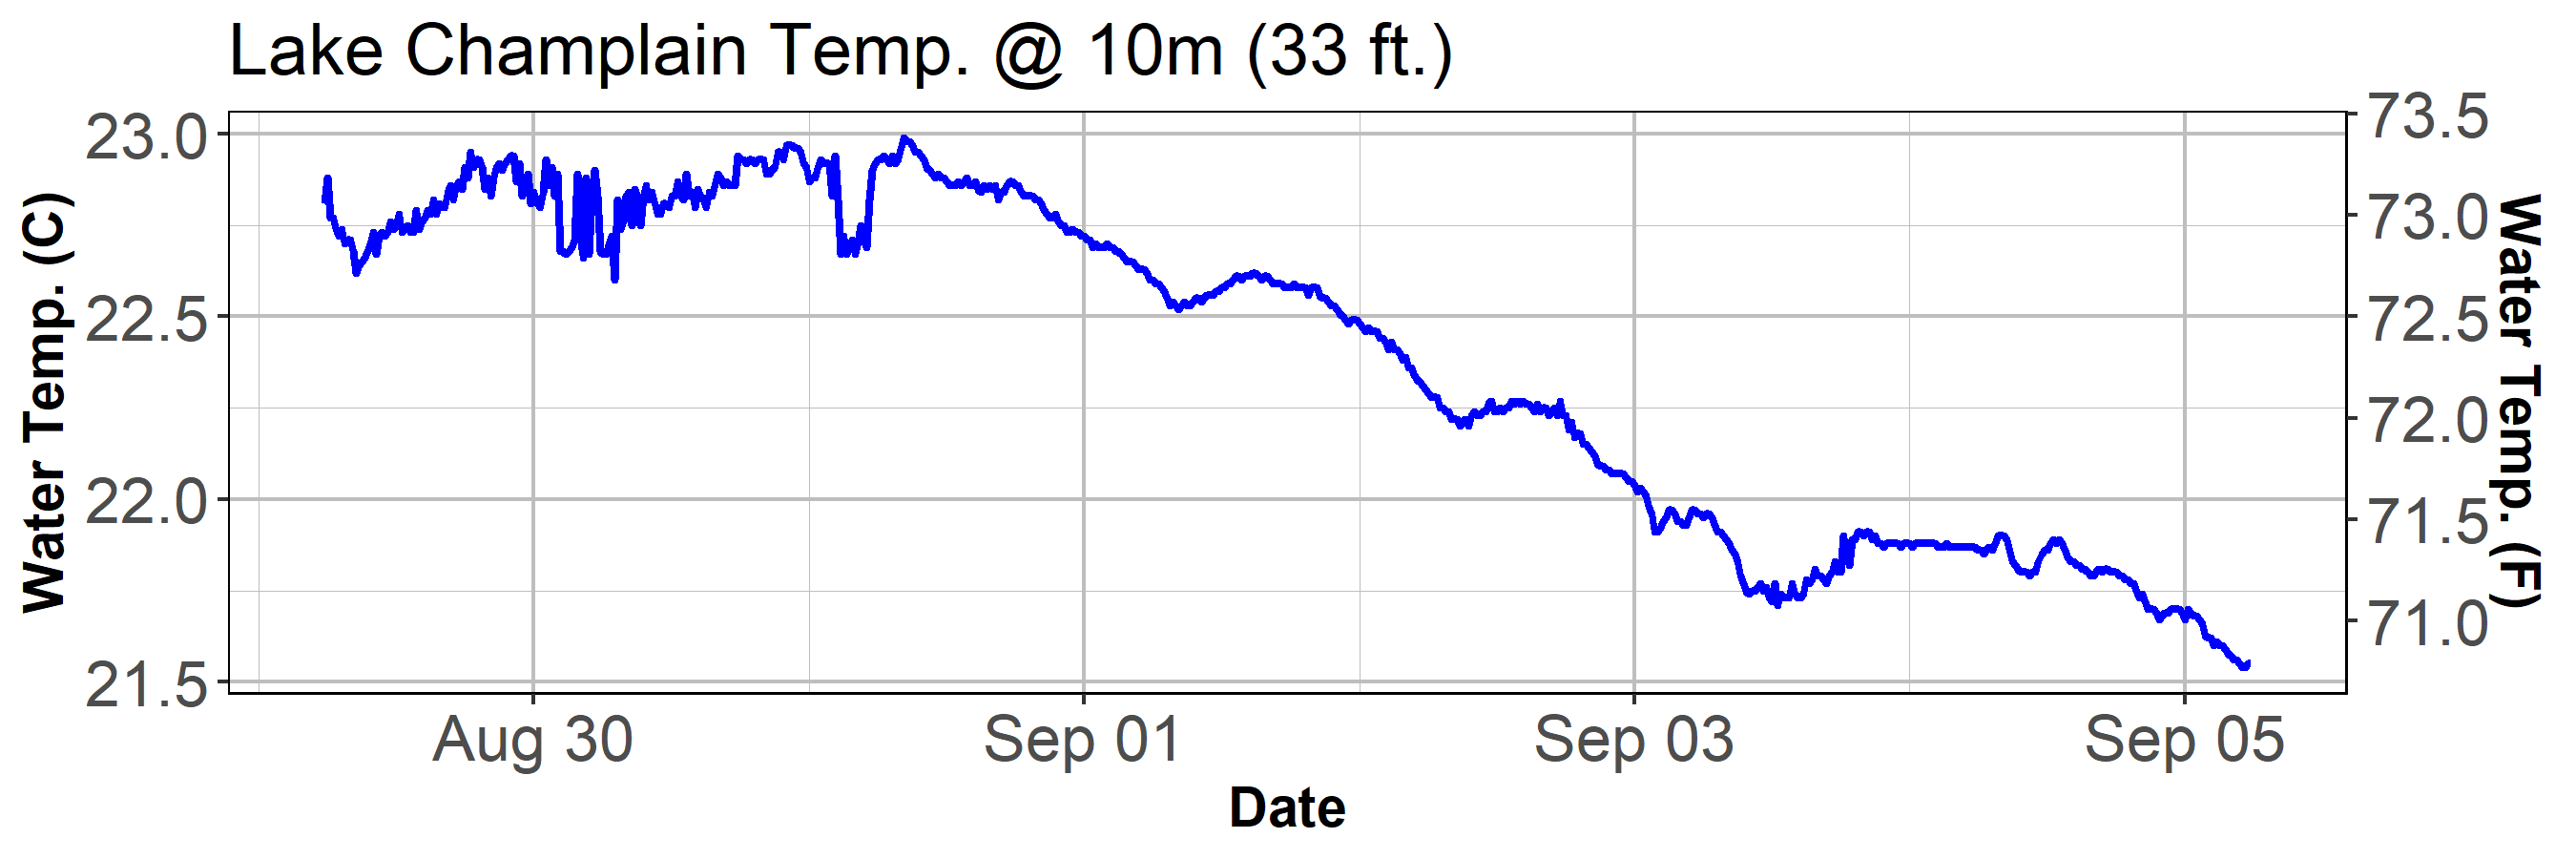 Lake Champlain Temp. @ 10m (33 ft.)
Water Temp. (C)
23.0
22.5
22.0
21.5
73.5
73.0
72.5
72.0
71.5
71.0
Water Temp. (F)
Aug 30
Sep 01
Sep 03
Sep 05
Date